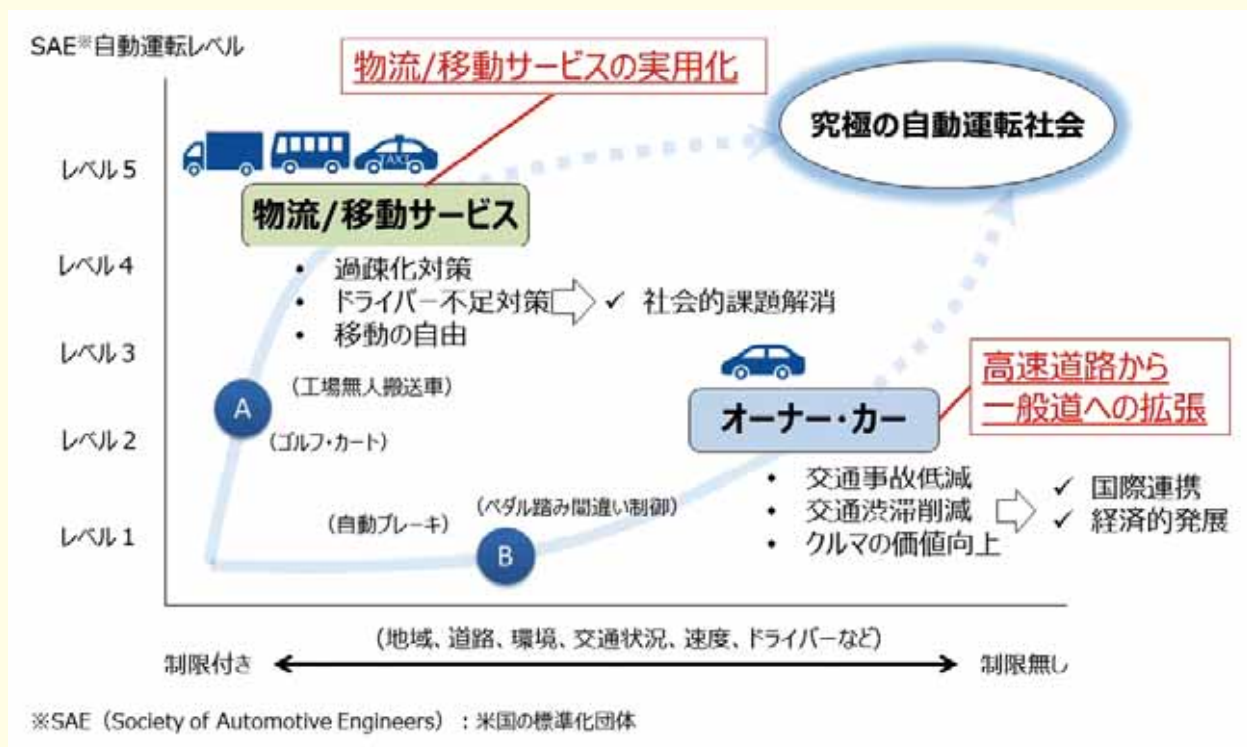 SAE※自動運転レベル
物流/移動サービスの実用化
究極の自動運転社会
レベル5
TAXI
物流/移動サービス
レベル4
• 過疎化対策
• ドライバー不足対策
• 移動の自由
✓ 社会的課題解消
レベル3
高速道路から
一般道への拡張
A
(工場無人搬送車)
オーナー・カー
レベル2
(ゴルフ・カート)
• 交通事故低減
• 交通渋滞削減
• クルマの価値向上
✓ 国際連携
✓ 経済的発展
(ペダル踏み間違い制御)
(自動ブレーキ)
レベル1
B
(地域、道路、環境、交通状況、速度、ドライバーなど)
制限付き
制限無し
※SAE(Society of Automotive Engineers):米国の標準化団体